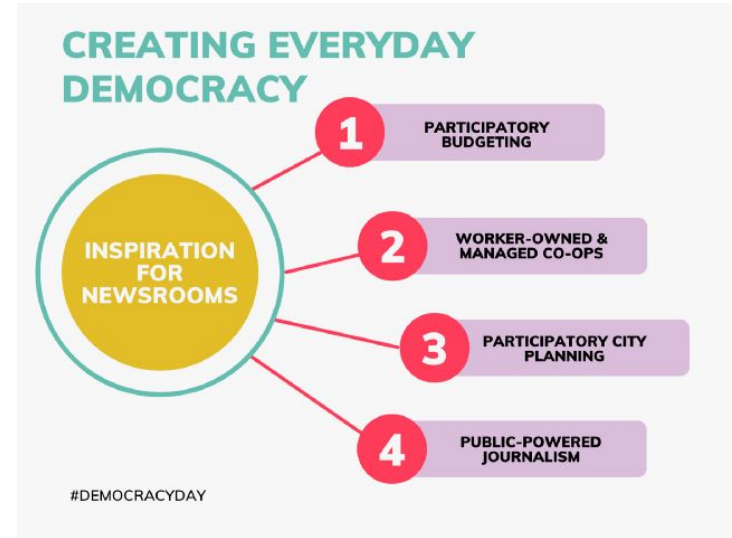 CREATING EVERYDAY
DEMOCRACY
1
PARTICIPATORY
BUDGETING
2
WORKER-OWNED &
MANAGED CO-OPS
INSPIRATION
FOR
NEWSROOMS
3
PARTICIPATORY CITY
PLANNING
4
PUBLIC-POWERED
JOURNALISM
#DEMOCRACYDAY